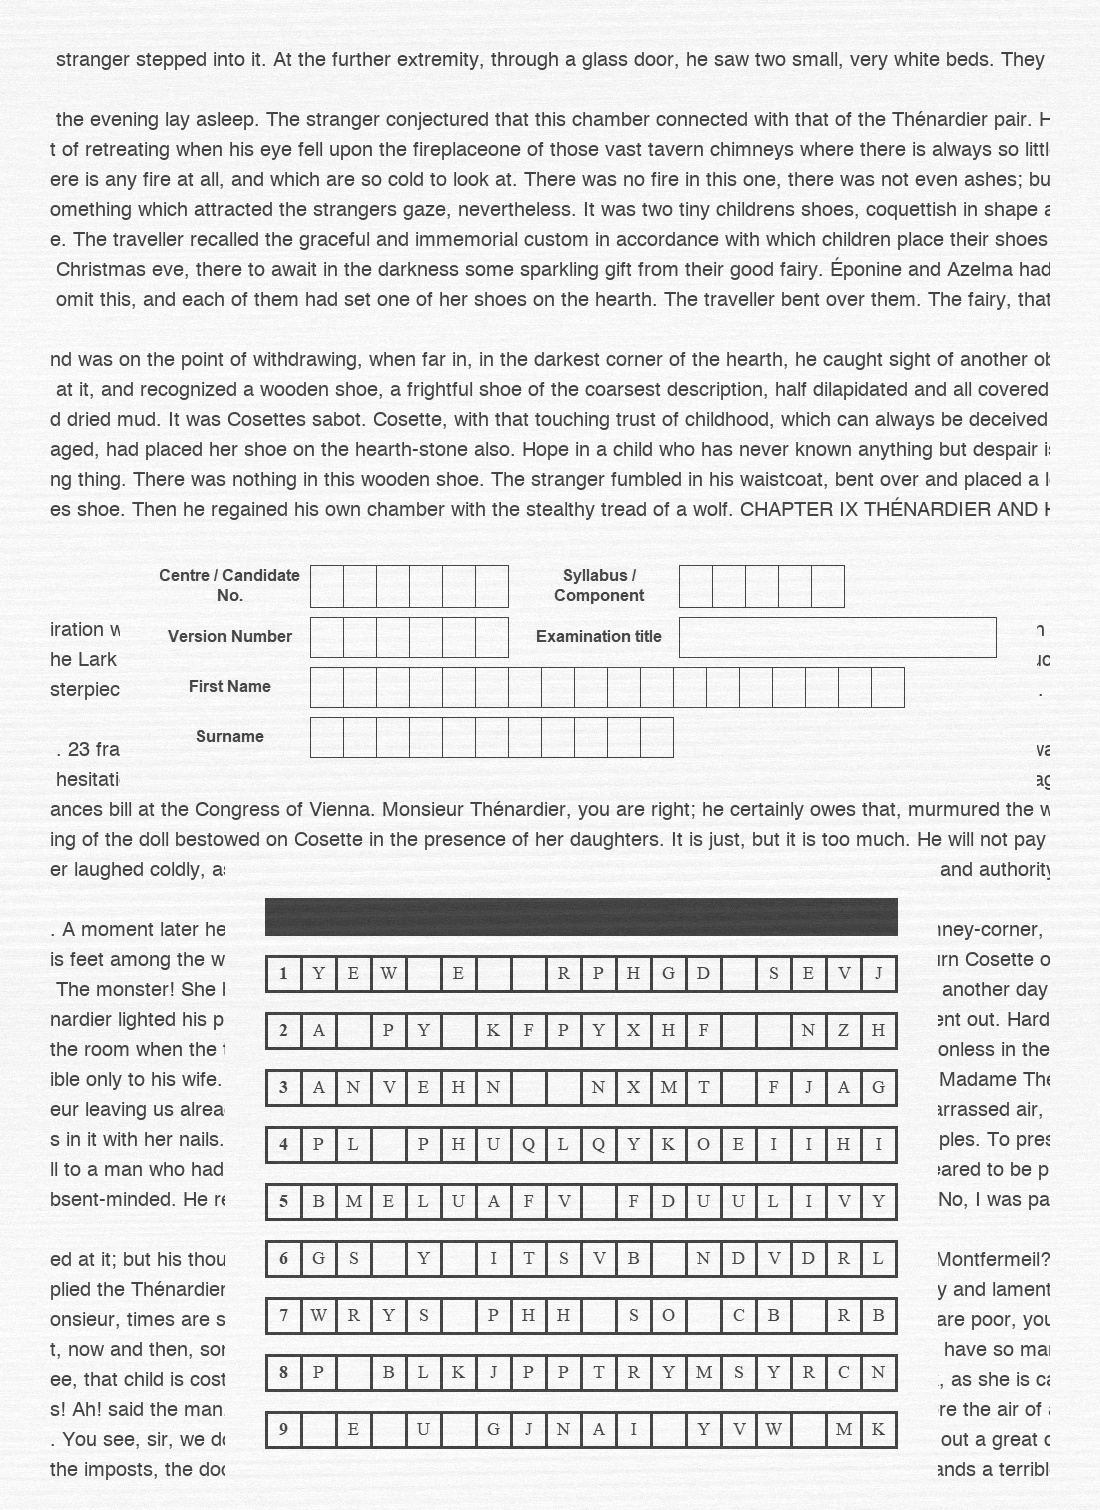 stranger stepped into it. At the further extremity, through a glass door, he saw two small, very white beds. They
the evening lay asleep. The stranger conjectured that this chamber connected with that of the Thénardier pair. H
t of retreating when his eye fell upon the fireplaceone of those vast tavern chimneys where there is always so little
ere is any fire at all, and which are so cold to look at. There was no fire in this one, there was not even ashes; bu
omething which attracted the strangers gaze, nevertheless. It was two tiny childrens shoes, coquettish in shape a
e. The traveller recalled the graceful and immemorial custom in accordance with which children place their shoes
Christmas eve, there to await in the darkness some sparkling gift from their good fairy. Éponine and Azelma had
omit this, and each of them had set one of her shoes on the hearth. The traveller bent over them. The fairy, that
nd was on the point of withdrawing, when far in, in the darkest corner of the hearth, he caught sight of another ob
at it, and recognized a wooden shoe, a frightful shoe of the coarsest description, half dilapidated and all covered
d dried mud. It was Cosettes sabot. Cosette, with that touching trust of childhood, which can always be deceived
aged, had placed her shoe on the hearth-stone also. Hope in a child who has never known anything but despair is
ng thing. There was nothing in this wooden shoe. The stranger fumbled in his waistcoat, bent over and placed a l
es shoe. Then he regained his own chamber with the stealthy tread of a wolf. CHAPTER IX THÉNARDIER AND H
Centre / Candidate No. Syllabus / Component
iration w
Version Number Examination title
he Lark
sterpiec First Name .
Surname
. 23 fra wa
hesitati ag
ances bill at the Congress of Vienna. Monsieur Thénardier, you are right; he certainly owes that, murmured the w
ing of the doll bestowed on Cosette in the presence of her daughters. It is just, but it is too much. He will not pay
er laughed coldly, as and authority
. A moment later he nney-corner,
is feet among the w urn Cosette o
1 Y E W E R P H G D S E V J
The monster! She another day
nardier lighted his p ent out. Hard
2 A P Y K F P Y X H F N Z H
the room when the onless in the
ible only to his wife. Madame The
3 A N V E H N N X M T F J A G
eur leaving us alrea arrassed air,
s in it with her nails. ples. To pres
4 P L P H U Q L Q Y K O E I I H I
ll to a man who had eared to be p
bsent-minded. He re No, I was pa
5 B M E L U A F V F D U U L I V Y
ed at it; but his thou Montfermeil?
6 G S Y I T S V B N D V D R L
plied the Thénardier y and lament
onsieur, times are s are poor, you
7 W R Y S P H H S O C B R B
t, now and then, son have so man
ee, that child is cost , as she is ca
8 P B L K J P P T R Y M S Y R C N
s! Ah! said the man. re the air of a
. You see, sir, we do out a great d
9 E U G J N A I Y V W M K
the imposts, the doo ands a terrible